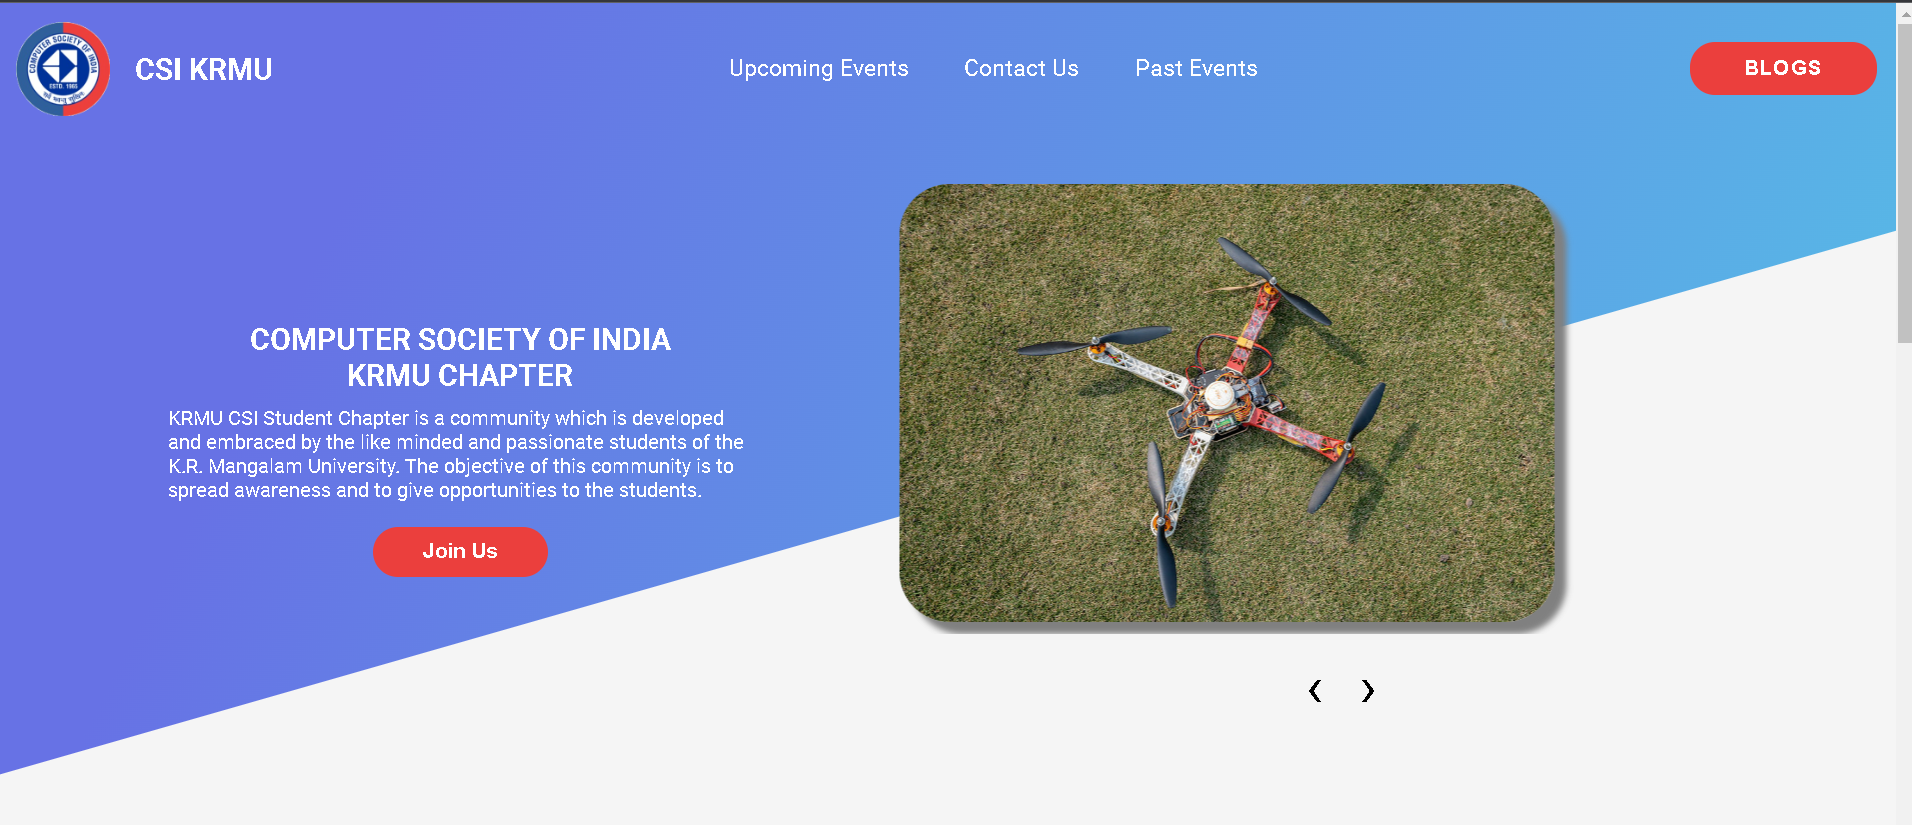 COMPUTER SOCIETY OF INDIA
ESTD. 1965
CSI KRMU
Upcoming Events
Contact Us
Past Events
BLOGS
COMPUTER SOCIETY OF INDIA
KRMU CHAPTER
KRMU CSI Student Chapter is a community which is developed
and embraced by the like minded and passionate students of the
K.R. Mangalam University. The objective of this community is to
spread awareness and to give opportunities to the students.
Join Us